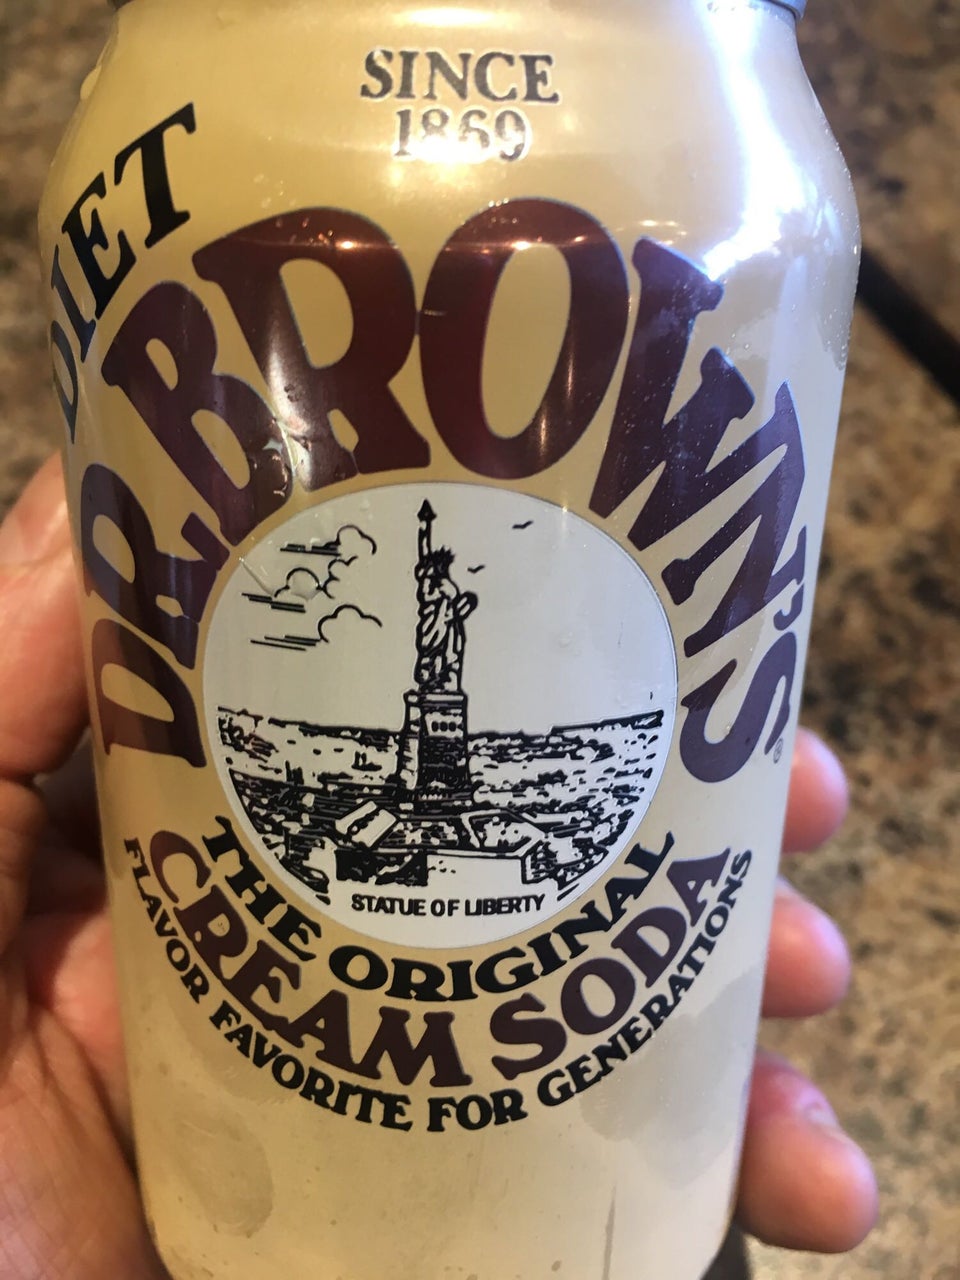 SINCE
1869
DIET
DR. BROWN'S®
STATUE OF LIBERTY
THE ORIGINAL
CREAM SODA
FLAVOR FAVORITE FOR GENERATIONS